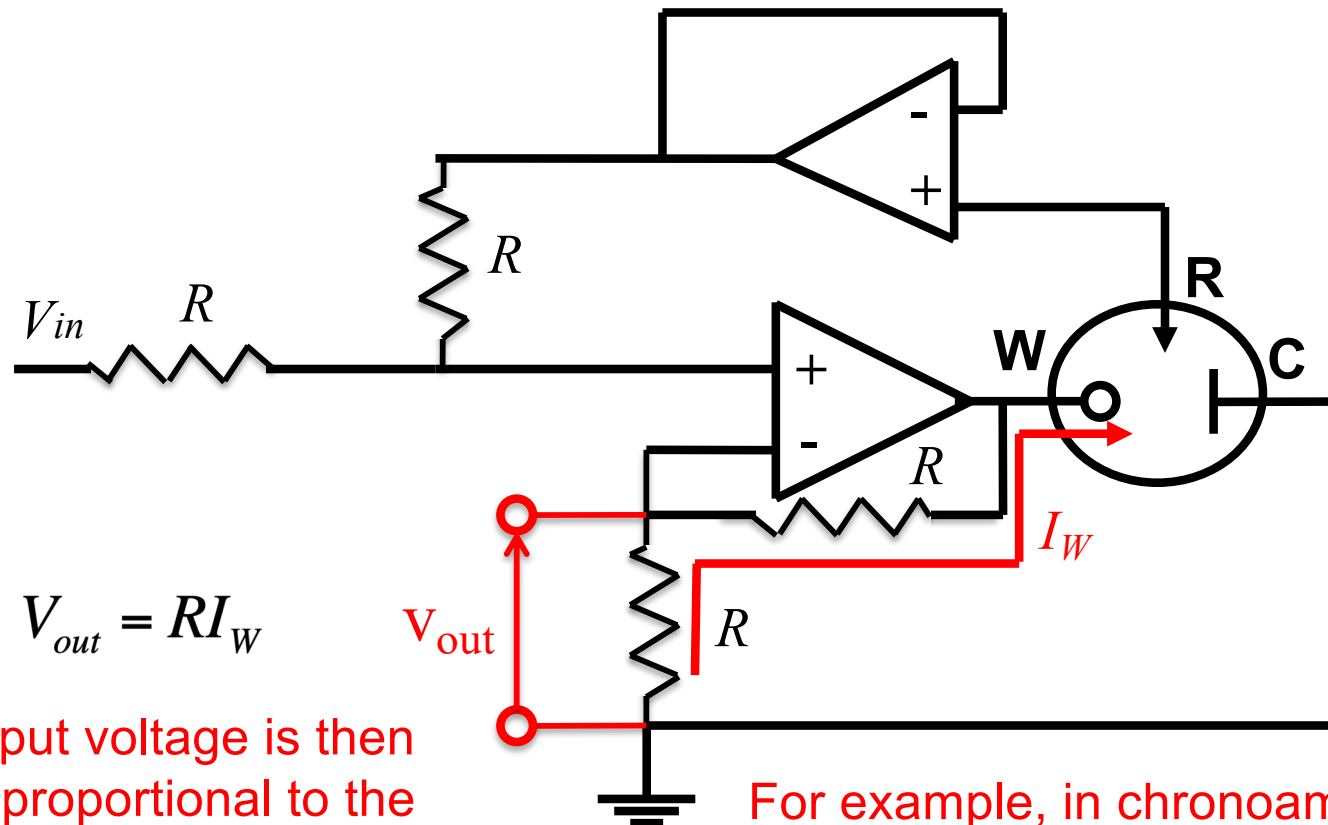 -
+
R
R
V_in
R
W
C
+
-
R
I_W
V_out = RI_W
v_out
R
put voltage is then
proportional to the
For example, in chronoam